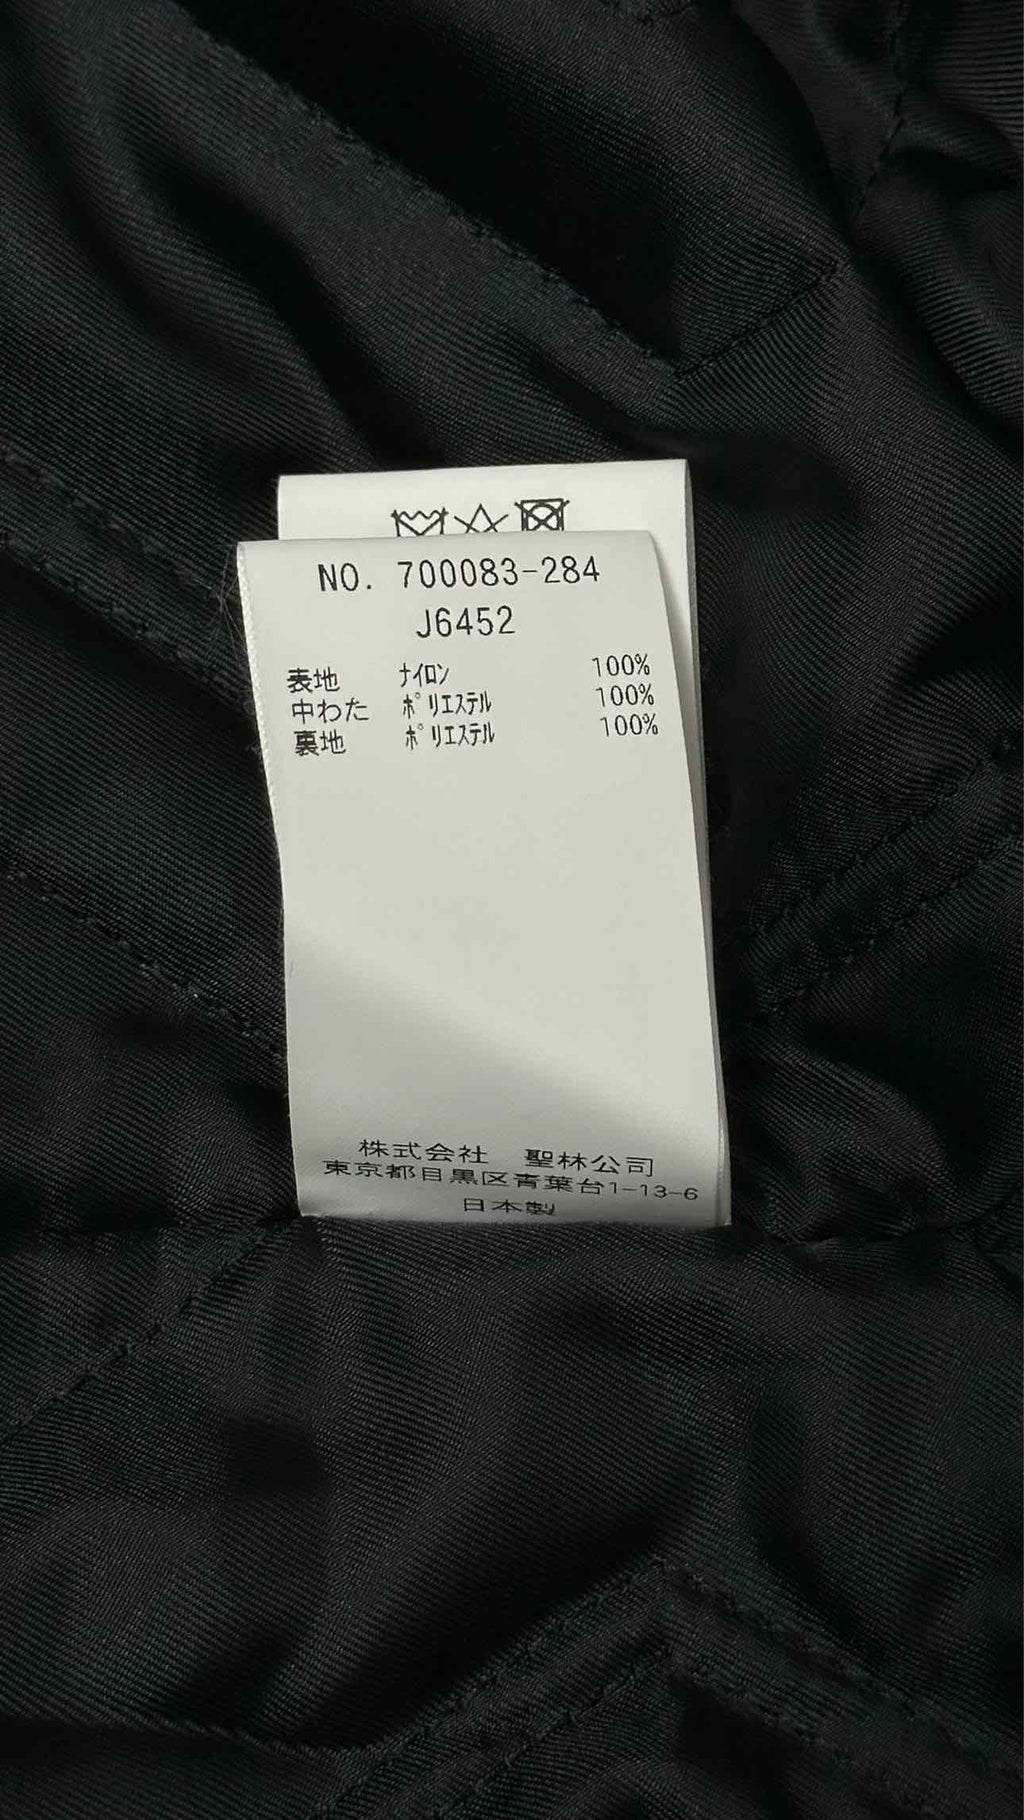 NO. 700083-284
J6452
表地 ナイロン 100%
中わた ポリエステル 100%
裏地 ポリエステル 100%
株式会社 聖林公司
東京都目黒区青葉台1-13-6
日本製